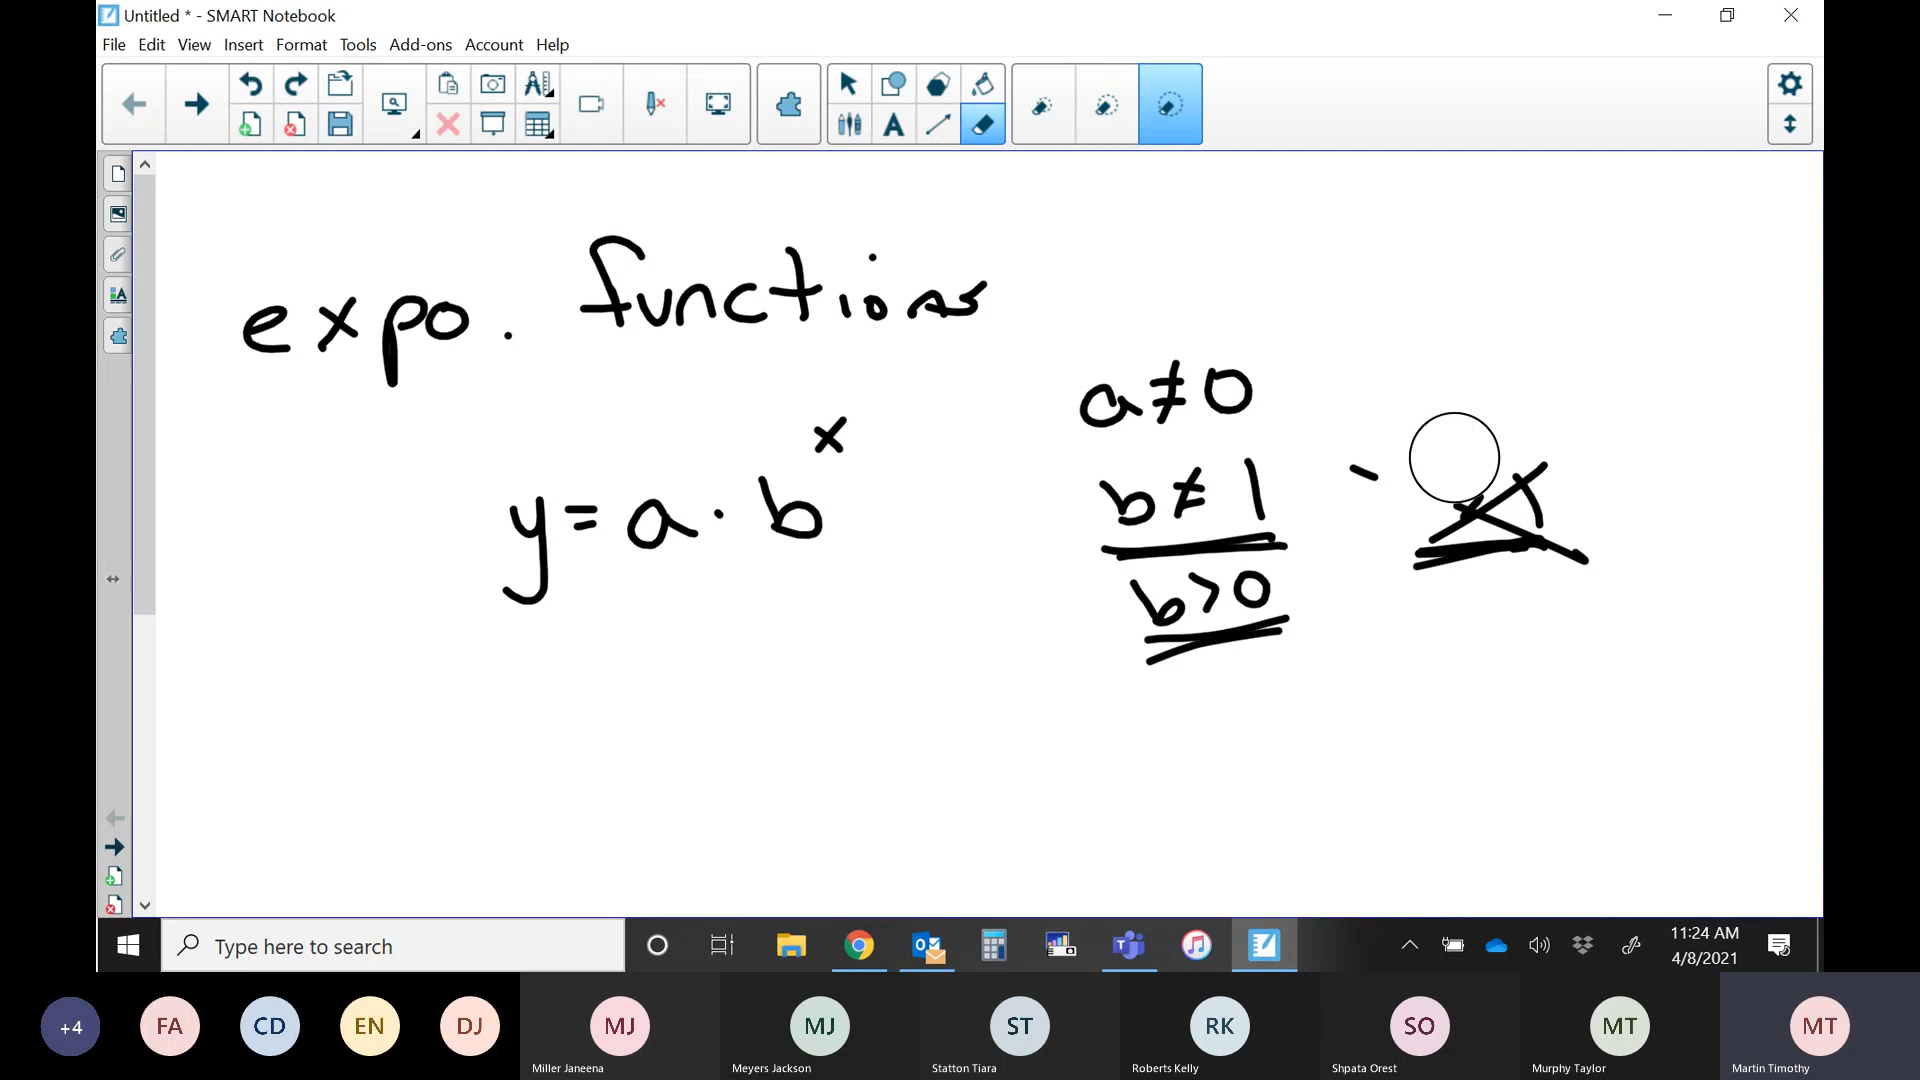 Untitled * - SMART Notebook
File Edit View Insert Format Tools Add-ons Account Help
expo. functions
a ≠ 0
y = a · b^x
b ≠ 1
b > 0
Type here to search
11:24 AM
4/8/2021
+4 FA CD EN DJ MJ MJ ST RK SO MT MT
Miller Janeena Meyers Jackson Statton Tiara Roberts Kelly Shpata Orest Murphy Taylor Martin Timothy